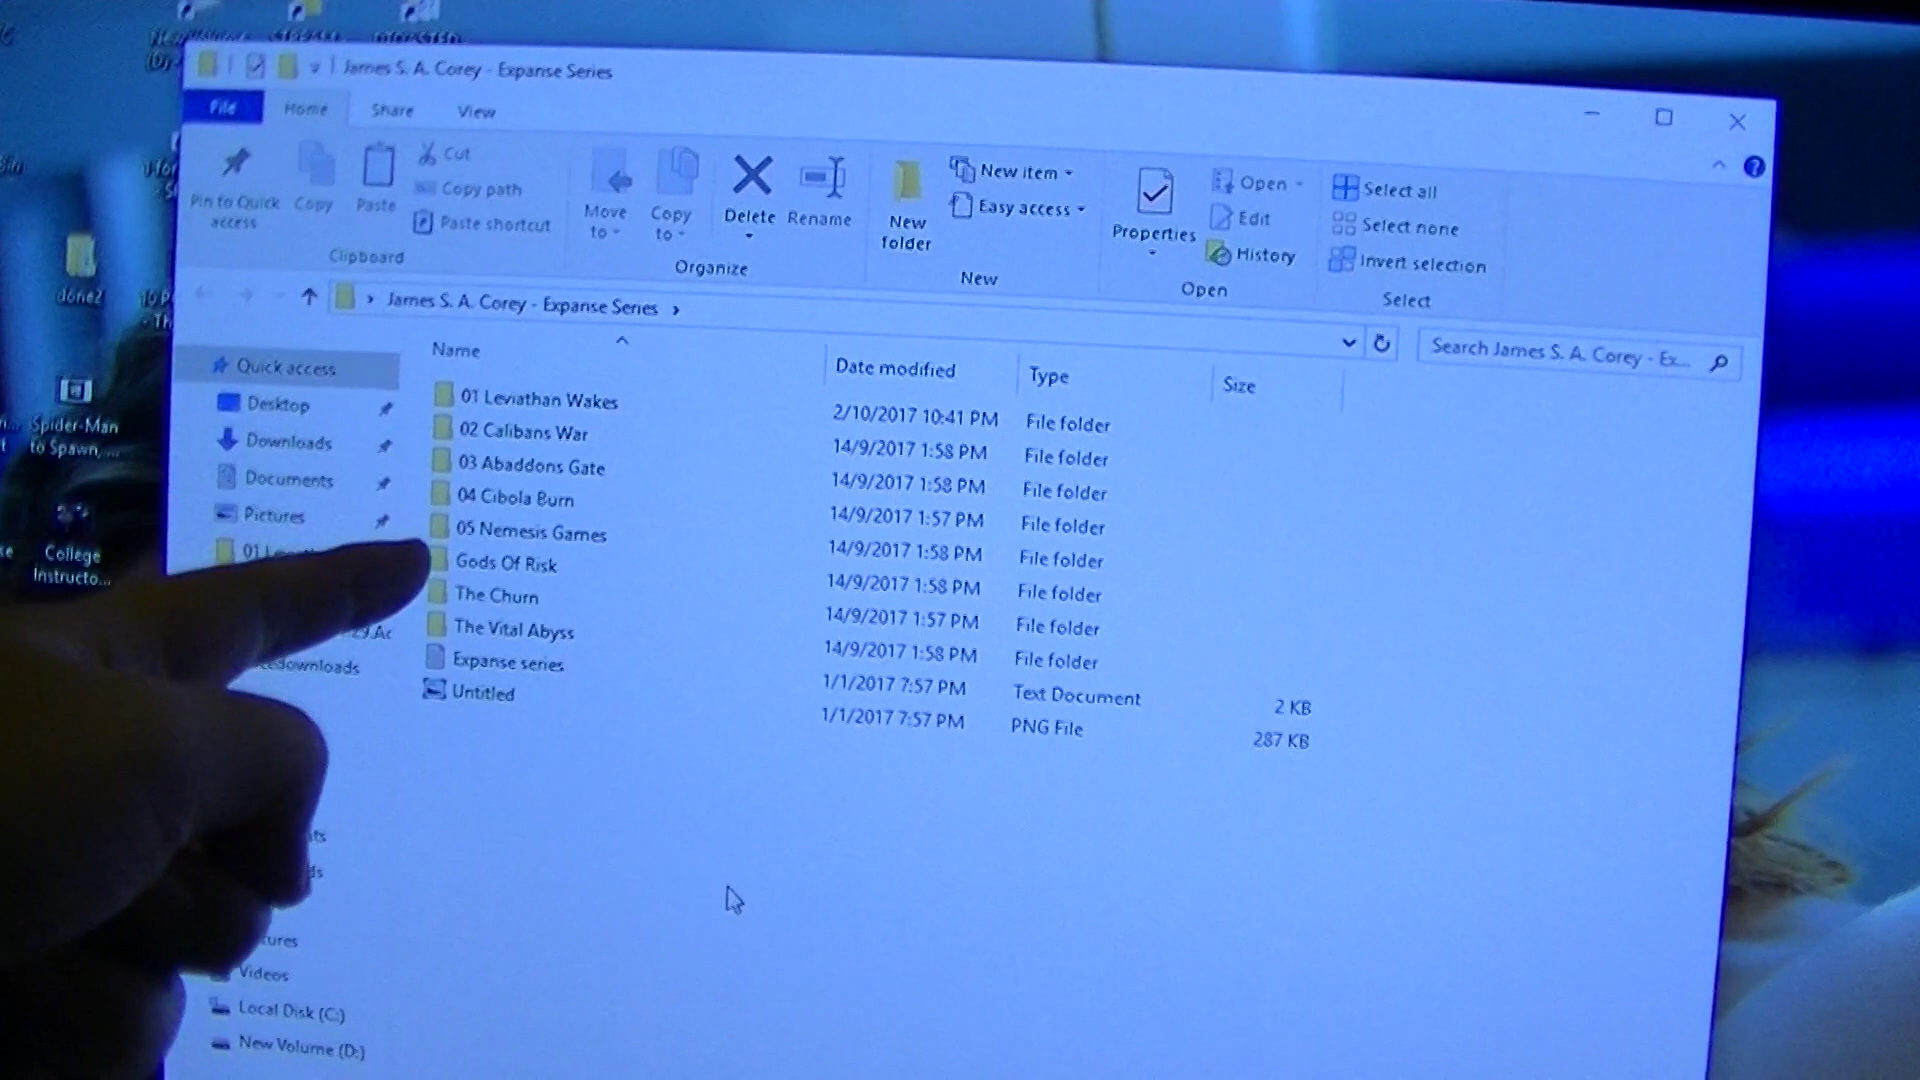 James S. A. Corey - Expanse Series
File Home Share View
Pin to Quick access
Copy
Paste
Cut
Copy path
Paste shortcut
Clipboard
Move to
Copy to
Delete
Rename
Organize
New folder
New item
Easy access
New
Properties
Open
Edit
History
Open
Select all
Select none
Invert selection
Select
James S. A. Corey - Expanse Series
Search James S. A. Corey - Ex...
Name Date modified Type Size
01 Leviathan Wakes 2/10/2017 10:41 PM File folder
02 Calibans War 14/9/2017 1:58 PM File folder
03 Abaddons Gate 14/9/2017 1:58 PM File folder
04 Cibola Burn 14/9/2017 1:57 PM File folder
05 Nemesis Games 14/9/2017 1:58 PM File folder
Gods Of Risk 14/9/2017 1:58 PM File folder
The Churn 14/9/2017 1:57 PM File folder
The Vital Abyss 14/9/2017 1:58 PM File folder
Expanse series 1/1/2017 7:57 PM Text Document 2 KB
Untitled 1/1/2017 7:57 PM PNG File 287 KB
Quick access
Desktop
Downloads
Documents
Pictures
01
Videos
Local Disk (C:)
New Volume (D:)
done2
Spider-Man
to Spawn, ...
College
Instructo...